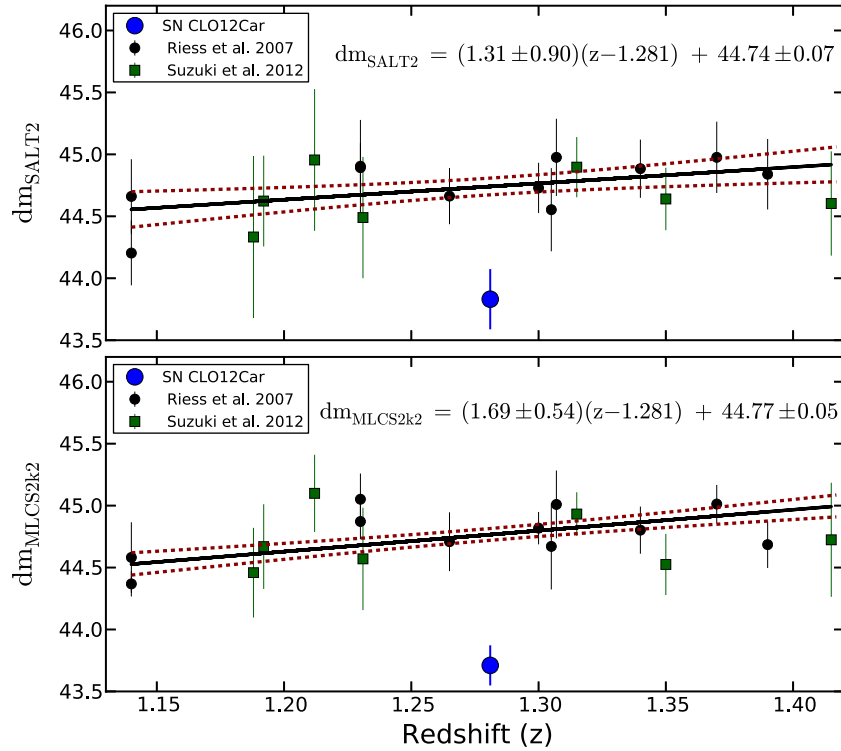 46.0
45.5
45.0
44.5
44.0
43.5
dm_SALT2
SN CLO12Car
Riess et al. 2007
Suzuki et al. 2012
dm_SALT2 = (1.31±0.90)(z−1.281) + 44.74±0.07
46.0
45.5
45.0
44.5
44.0
43.5
dm_MLCS2k2
SN CLO12Car
Riess et al. 2007
Suzuki et al. 2012
dm_MLCS2k2 = (1.69±0.54)(z−1.281) + 44.77±0.05
1.15 1.20 1.25 1.30 1.35 1.40
Redshift (z)